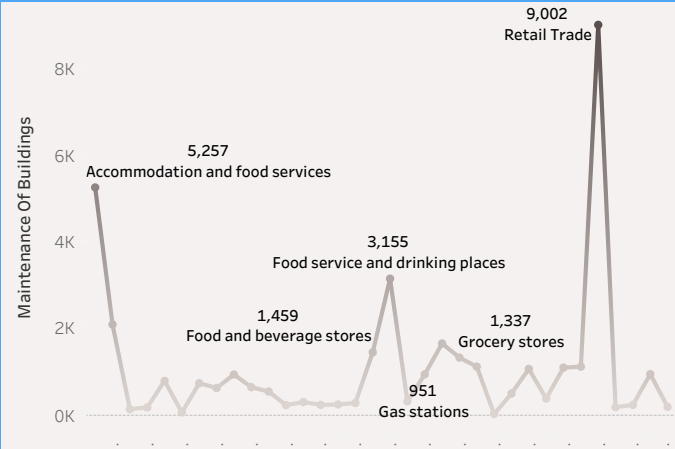 9,002
Retail Trade
8K
6K
5,257
Accommodation and food services
4K
3,155
Food service and drinking places
2K
1,459
Food and beverage stores
1,337
Grocery stores
951
Gas stations
0K
Maintenance Of Buildings